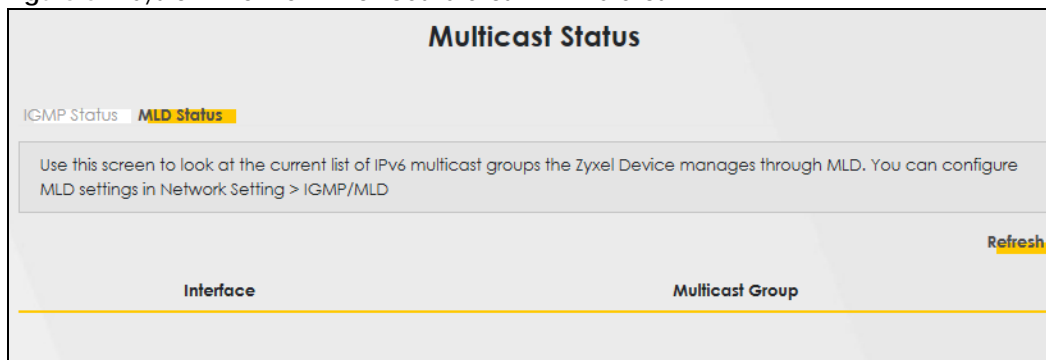 Multicast Status
IGMP Status MLD Status
Use this screen to look at the current list of IPv6 multicast groups the Zyxel Device manages through MLD. You can configure
MLD settings in Network Setting > IGMP/MLD
Refresh
Interface Multicast Group